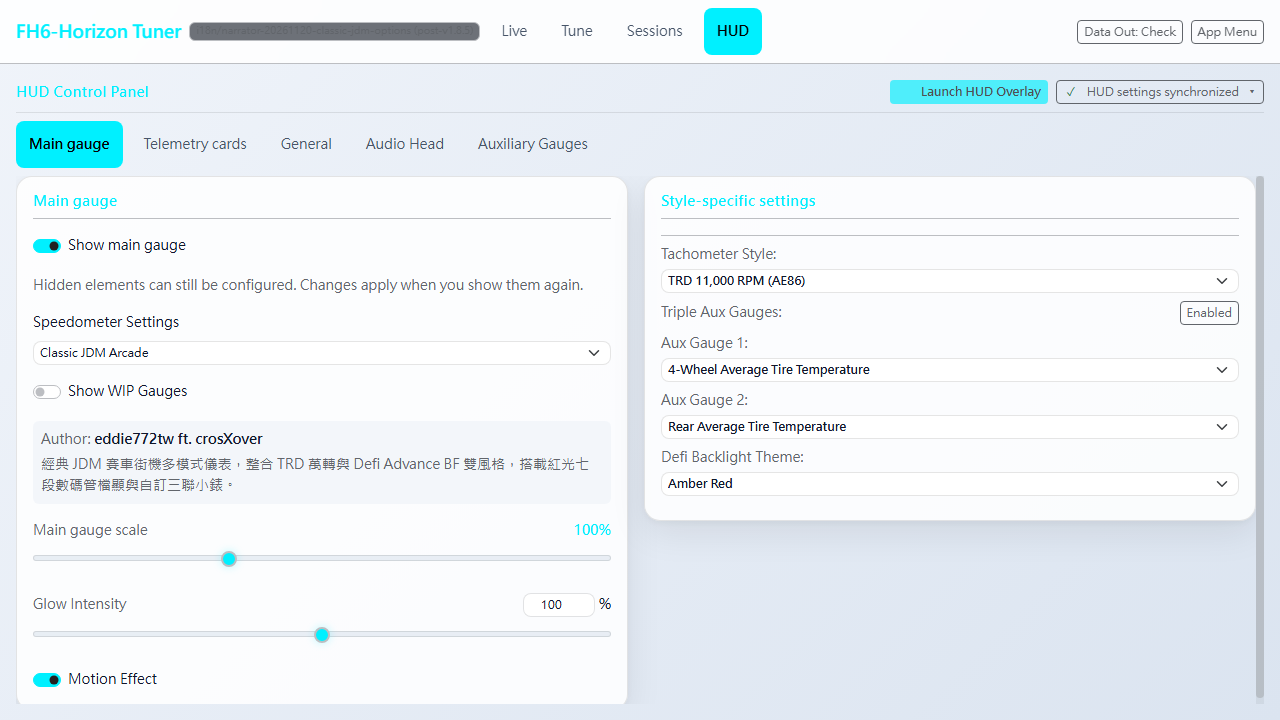 FH6-Horizon Tuner
Live
Tune
Sessions
HUD
Data Out: Check
App Menu
HUD Control Panel
Launch HUD Overlay
✓ HUD settings synchronized
Main gauge
Telemetry cards
General
Audio Head
Auxiliary Gauges
Main gauge
Show main gauge
Hidden elements can still be configured. Changes apply when you show them again.
Speedometer Settings
Classic JDM Arcade
Show WIP Gauges
Author: eddie772tw ft. crosXover
經典 JDM 賽車街機多模式儀表，整合 TRD 萬轉與 Defi Advance BF 雙風格，搭載紅光七
段數碼管檔顯與自訂三聯小錶。
Main gauge scale
100%
Glow Intensity
100 %
Motion Effect
Style-specific settings
Tachometer Style:
TRD 11,000 RPM (AE86)
Triple Aux Gauges:
Enabled
Aux Gauge 1:
4-Wheel Average Tire Temperature
Aux Gauge 2:
Rear Average Tire Temperature
Defi Backlight Theme:
Amber Red